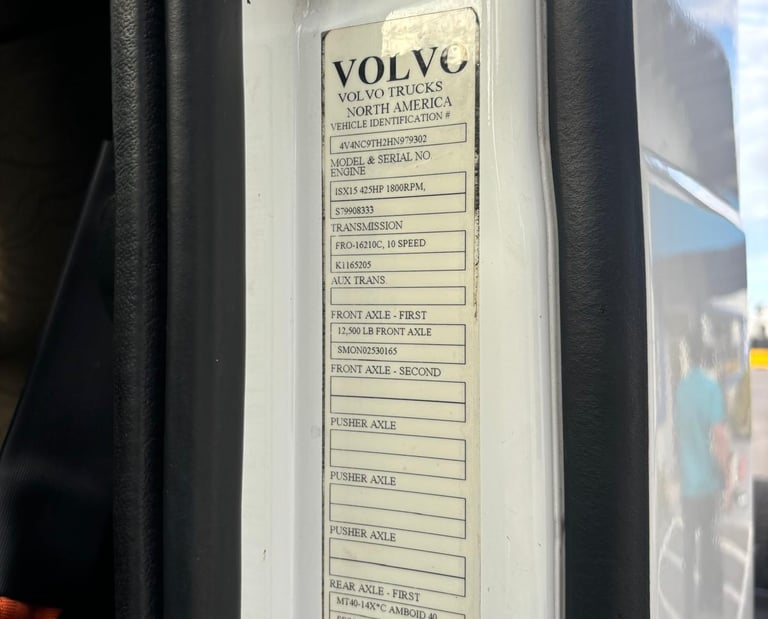 VOLVO
VOLVO TRUCKS
NORTH AMERICA
VEHICLE IDENTIFICATION #
4V4NC9TH2HN979302
MODEL & SERIAL NO.
ENGINE
ISX15 425HP 1800RPM,
S79908333
TRANSMISSION
FRO-16210C, 10 SPEED
K1165205
AUX TRANS.
FRONT AXLE - FIRST
12,500 LB FRONT AXLE
SMON02530165
FRONT AXLE - SECOND
PUSHER AXLE
PUSHER AXLE
PUSHER AXLE
REAR AXLE - FIRST
MT40-14X*C AMBOID 40